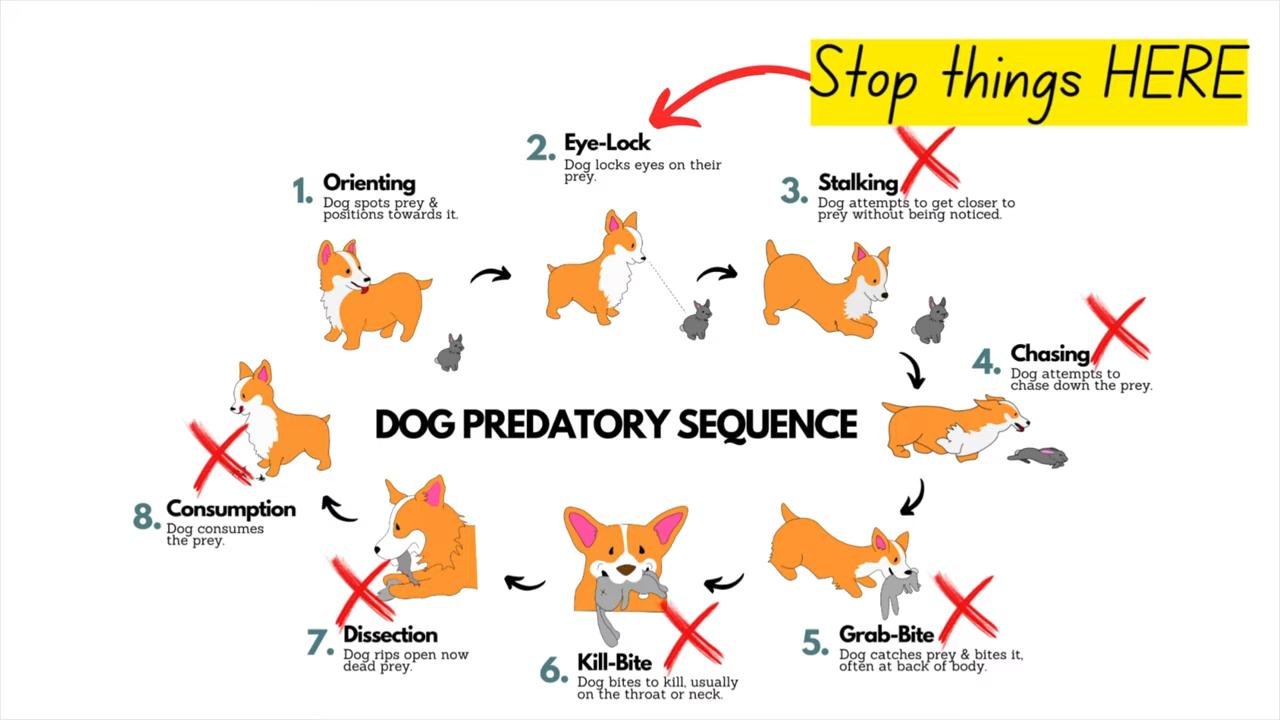 Stop things HERE
1. Orienting
Dog spots prey &
positions towards it.
2. Eye-Lock
Dog locks eyes on their
prey.
3. Stalking
Dog attempts to get closer to
prey without being noticed.
4. Chasing
Dog attempts to
chase down the prey.
DOG PREDATORY SEQUENCE
5. Grab-Bite
Dog catches prey & bites it,
often at back of body.
6. Kill-Bite
Dog bites to kill, usually
on the throat or neck.
7. Dissection
Dog rips open now
dead prey.
8. Consumption
Dog consumes
the prey.